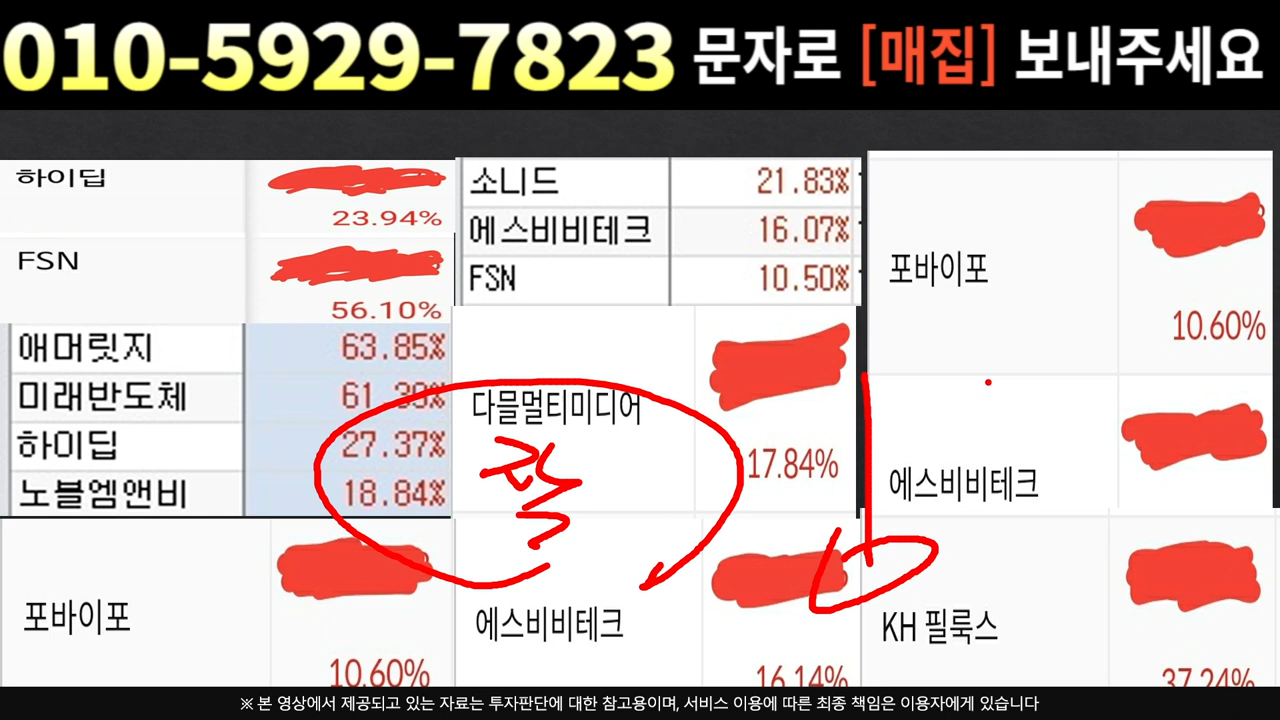 010-5929-7823 문자로 [매집] 보내주세요
하이딥
23.94%
FSN
56.10%
애머릿지 63.85%
미래반도체 61.39%
하이딥 27.37%
노블엠앤비 18.84%
포바이포
10.60%
소니드 21.83%
에스비비테크 16.07%
FSN 10.50%
다믈멀티미디어
17.84%
잘
에스비비테크
16.14%
포바이포
10.60%
에스비비테크
KH 필룩스
37.24%
※ 본 영상에서 제공되고 있는 자료는 투자판단에 대한 참고용이며, 서비스 이용에 따른 최종 책임은 이용자에게 있습니다